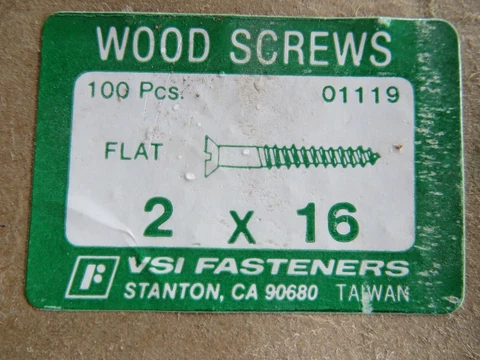 WOOD SCREWS
100 Pcs. 01119
FLAT
2 X 16
VSI FASTENERS
STANTON, CA 90680 TAIWAN